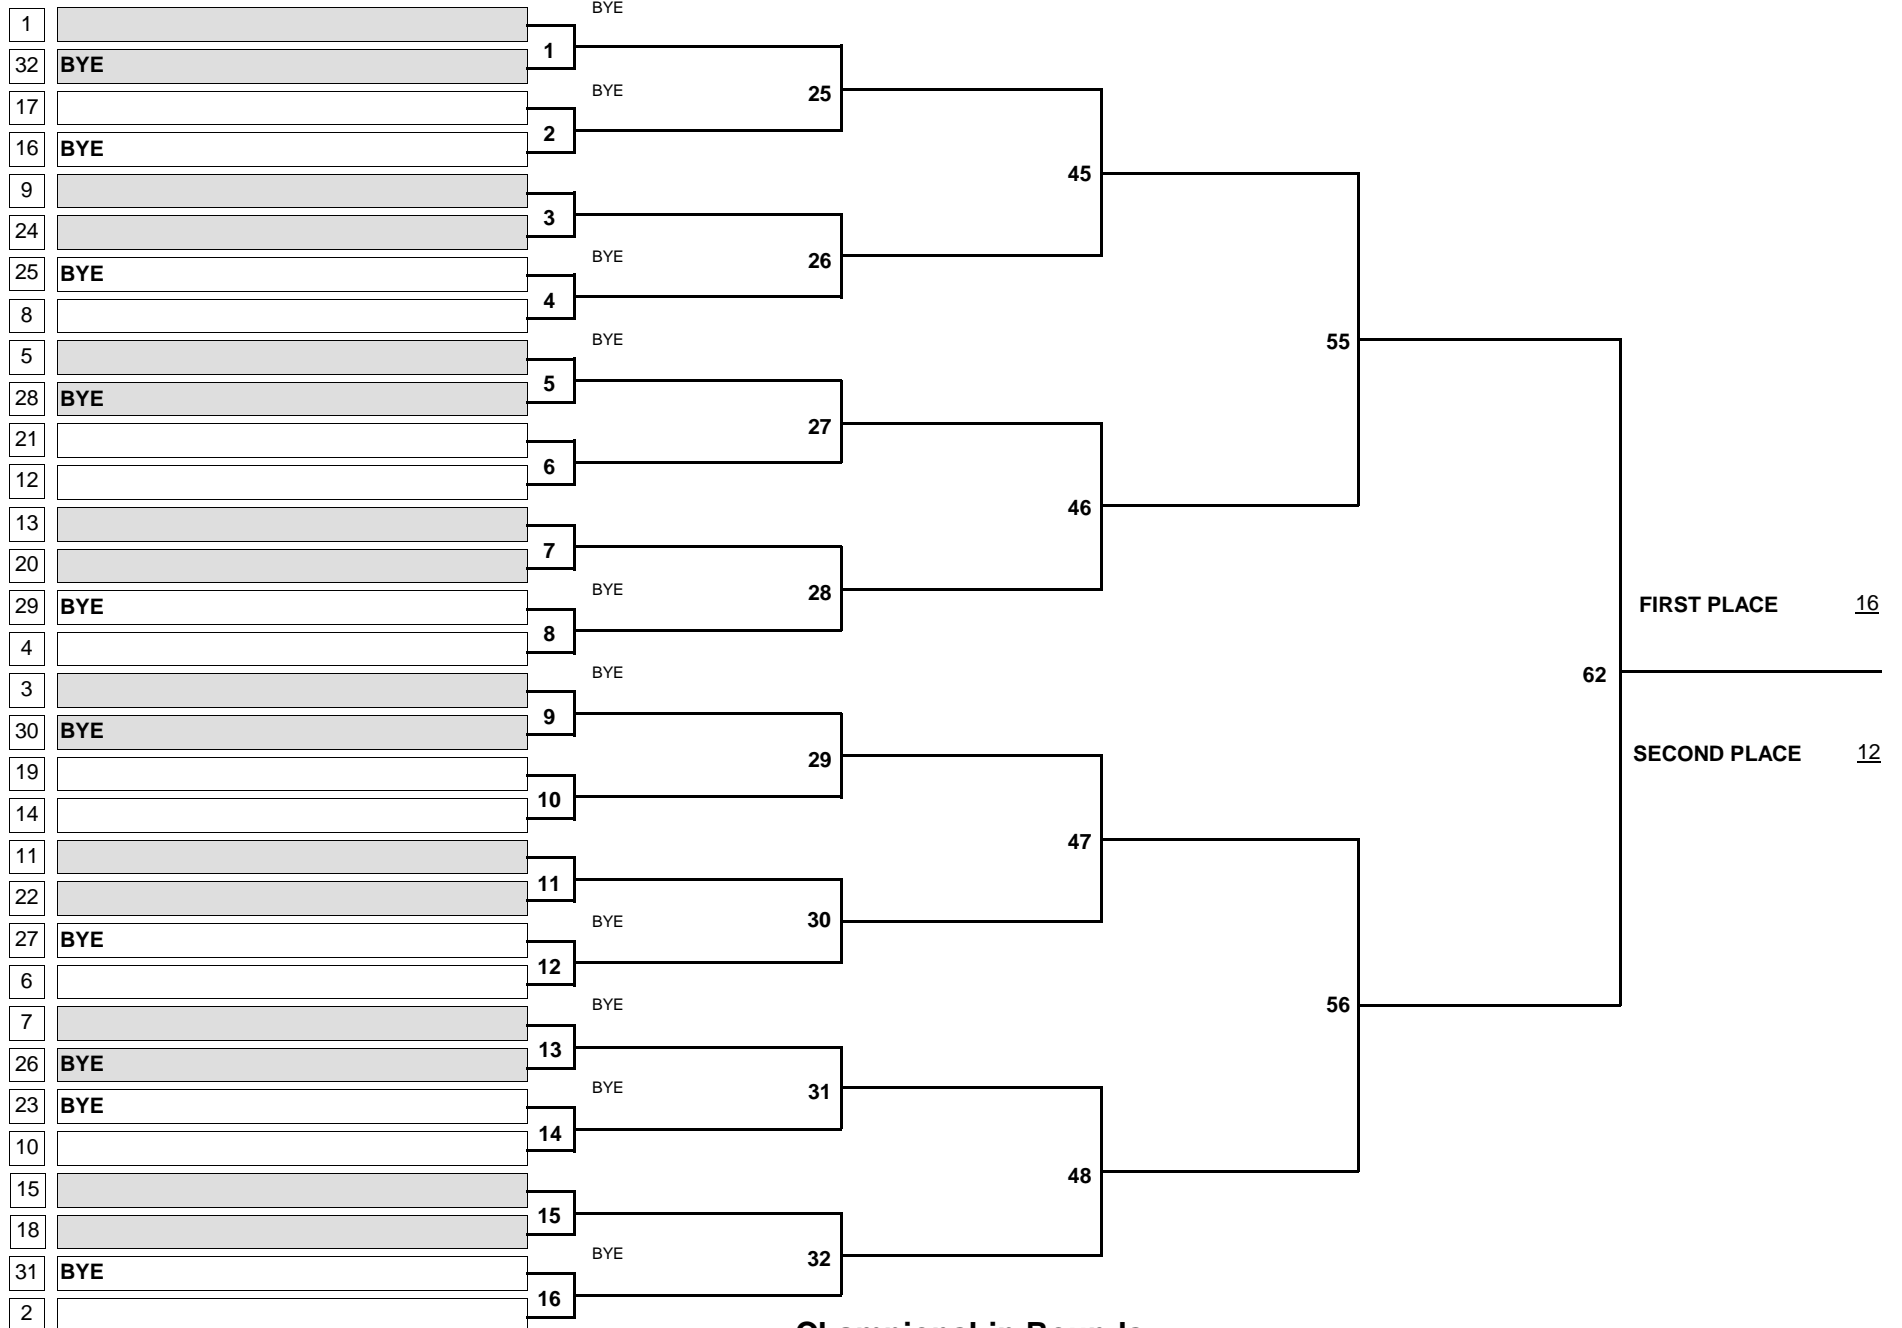 BYE
1
1
32 BYE
BYE
25
17
2
16 BYE
45
9
3
24
BYE
26
25 BYE
4
8
BYE
55
5
5
28 BYE
27
21
6
12
46
13
7
20
BYE
28
FIRST PLACE 16
29 BYE
8
4
BYE
62
3
9
30 BYE
SECOND PLACE 12
29
19
10
14
47
11
11
22
BYE
30
27 BYE
12
6
BYE
56
7
13
26 BYE
BYE
31
23 BYE
14
10
48
15
15
18
BYE
32
31 BYE
16
2
Championship Rounds